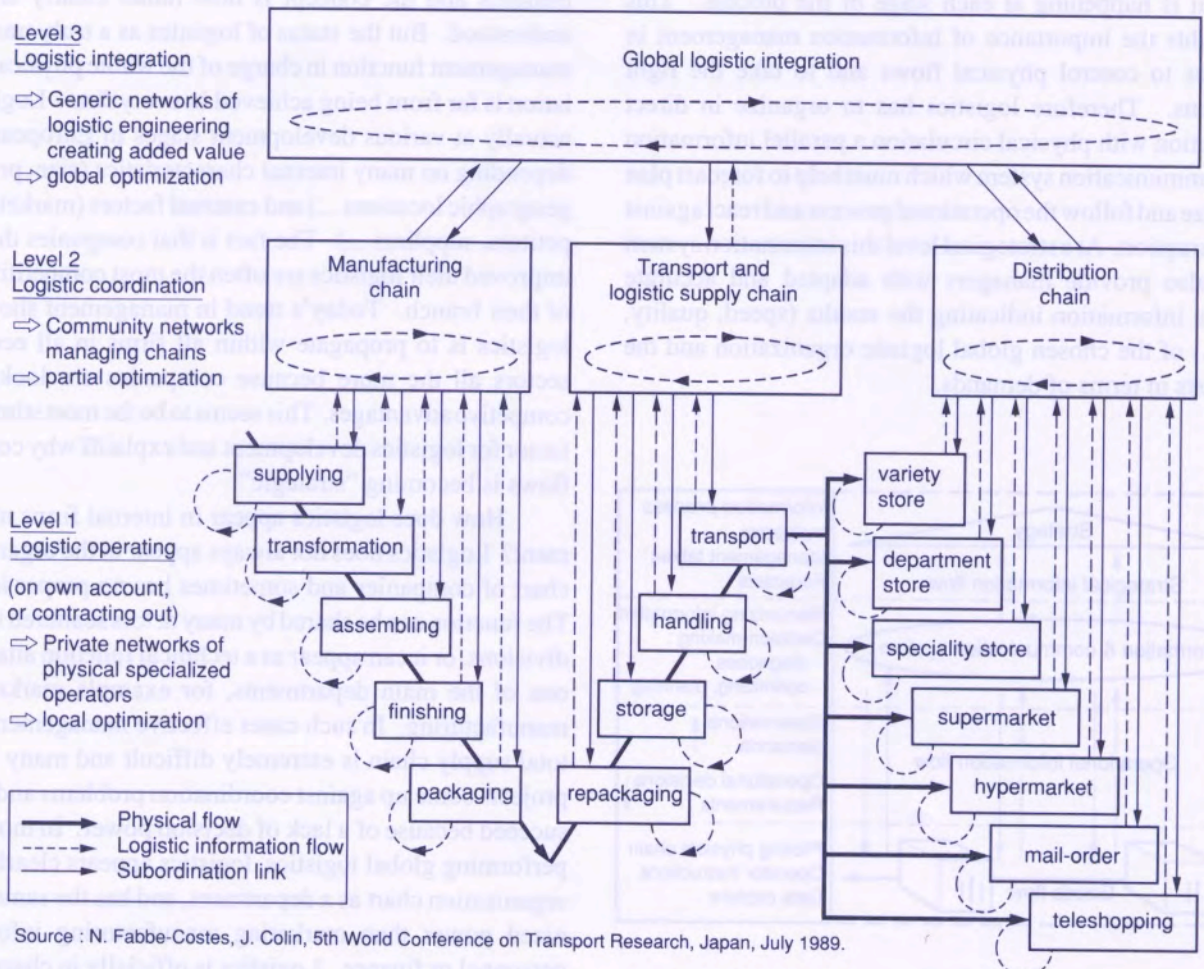 Level 3
Logistic integration
⇨ Generic networks of
logistic engineering
operating added-value
⇨ global optimization
Global logistic integration
Level 2
Logistic coordination
⇨ Community networks
managing chains
⇨ partial optimization
Manufacturing
chain
Transport and
logistic supply chain
Distribution
chain
Level 1
Logistic operating
(on own account,
or contracting out)
⇨ Private networks of
physical specialized
operators
⇨ local optimization
supplying
transformation
assembling
finishing
packaging
transport
handling
storage
repackaging
variety
store
department
store
speciality store
supermarket
hypermarket
mail-order
teleshopping
Physical flow
Logistic information flow
Subordination link
Source: N. Fabbe-Costes, J. Colin, 5th World Conference on Transport Research, Japan, July 1989.